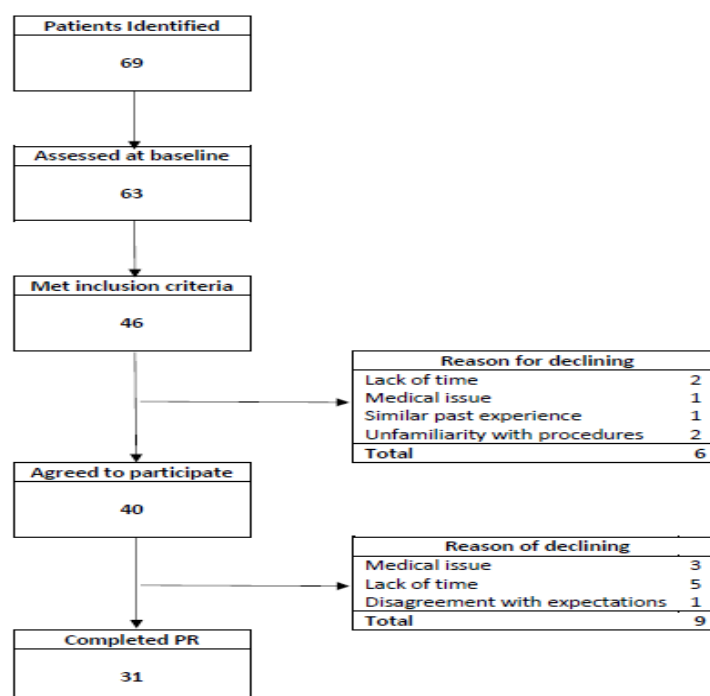 Patients Identified
69
Assessed at baseline
63
Met inclusion criteria
46
Reason for declining
Lack of time 2
Medical issue 1
Similar past experience 1
Unfamiliarity with procedures 2
Total 6
Agreed to participate
40
Reason of declining
Medical issue 3
Lack of time 5
Disagreement with expectations 1
Total 9
Completed PR
31